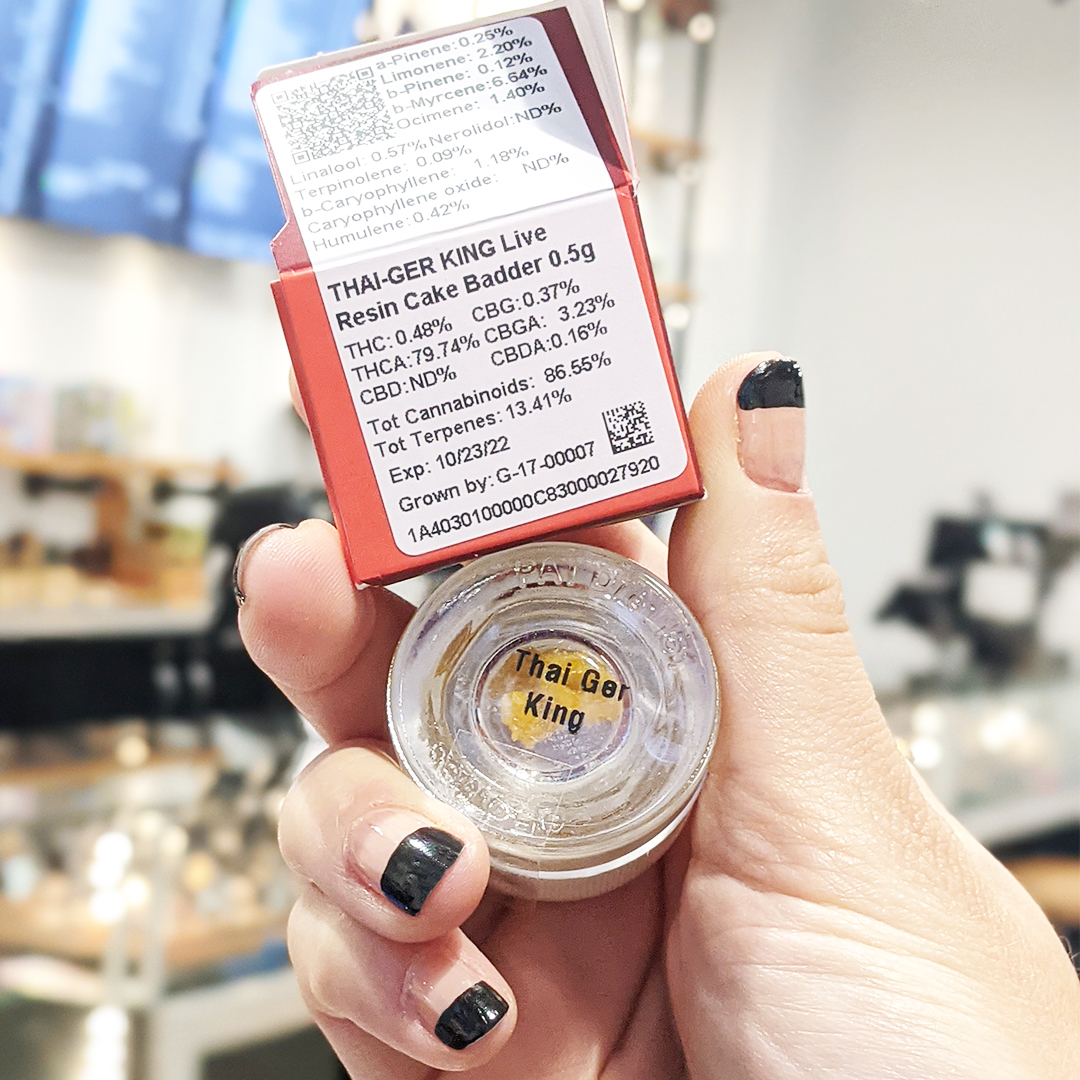 a-Pinene: 0.25%
Limonene: 2.20%
b-Pinene: 0.12%
b-Myrcene: 6.64%
Ocimene: 1.40%
Linalool: 0.57% Nerolidol: ND%
Terpinolene: 0.09%
b-Caryophyllene: 1.18%
Caryophyllene oxide: ND%
Humulene: 0.42%
THAI-GER KING Live
Resin Cake Badder 0.5g
THC: 0.48% CBG: 0.37%
THCA: 79.74% CBGA: 3.23%
CBD: ND% CBDA: 0.16%
Tot Cannabinoids: 86.55%
Tot Terpenes: 13.41%
Exp: 10/23/22
Grown by: G-17-00007
1A4030100000C83000027920
Thai Ger
King